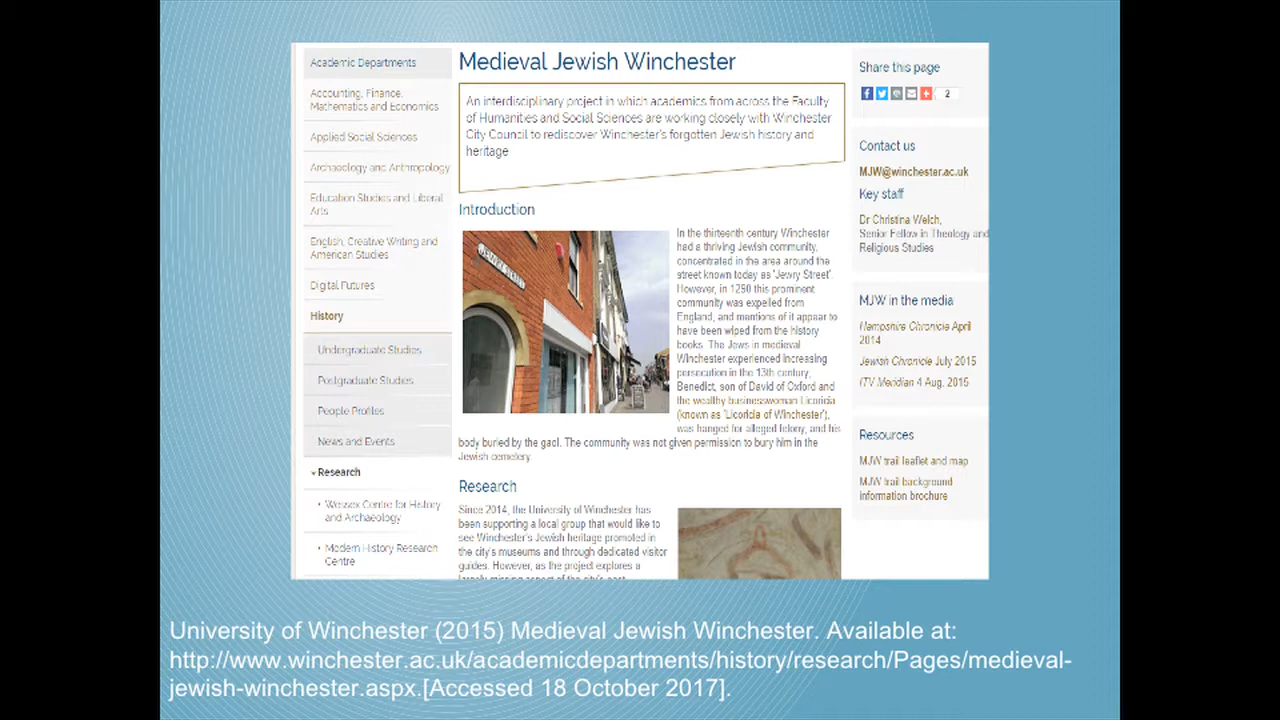 Academic Departments
Accounting, Finance,
Mathematics and Economics
Applied Social Sciences
Archaeology and Anthropology
Education Studies and Liberal
Arts
English, Creative Writing and
American Studies
Digital Futures
History
Undergraduate Studies
Postgraduate Studies
People Profiles
News and Events
Research
Wessex Centre for History
and Archaeology
Modern History Research
Centre
Medieval Jewish Winchester
An interdisciplinary project in which academics from across the Faculty
of Humanities and Social Sciences are working closely with Winchester
City Council to rediscover Winchester's forgotten Jewish history and
heritage
Introduction
In the thirteenth century Winchester
had a thriving Jewish community,
concentrated in the area around the
street known today as 'Jewry Street'.
However, in 1290 this prominent
community was expelled from
England, and mentions of it appear to
have been wiped from the history
books. The Jews in medieval
Winchester experienced increasing
persecution in the 13th century,
Benedict, son of David of Oxford and
the wealthy businesswoman Licoricia
(known as 'Licoricia of Winchester'),
was hanged for alleged felony, and his
body buried by the gaol. The community was not given permission to bury him in the
Jewish cemetery.
Research
Since 2014, the University of Winchester has
been supporting a local group that would like to
see Winchester's Jewish heritage promoted in
the city's museums and through dedicated visitor
guides. However, as the project explores a
Share this page
2
Contact us
MJW@winchester.ac.uk
Key staff
Dr Christina Welch,
Senior Fellow in Theology and
Religious Studies
MJW in the media
Hampshire Chronicle April
2014
Jewish Chronicle July 2015
ITV Meridian 4 Aug. 2015
Resources
MJW trail leaflet and map
MJW trail background
information brochure
University of Winchester (2015) Medieval Jewish Winchester. Available at:
http://www.winchester.ac.uk/academicdepartments/history/research/Pages/medieval-
jewish-winchester.aspx.[Accessed 18 October 2017].